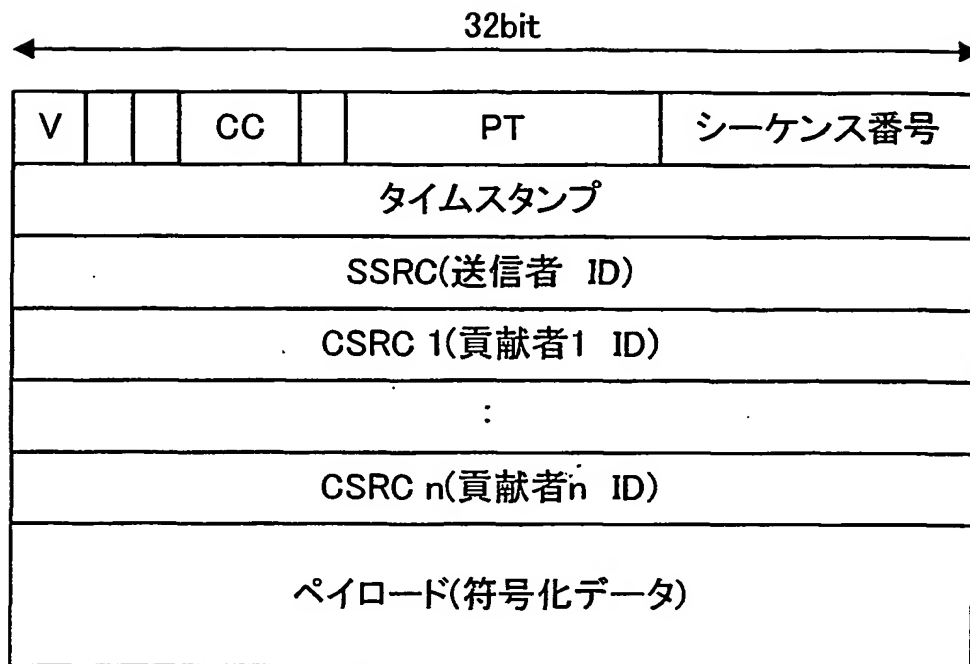 32bit
V CC PT シーケンス番号
タイムスタンプ
SSRC(送信者 ID)
CSRC 1(貢献者1 ID)
:
CSRC n(貢献者n ID)
ペイロード(符号化データ)